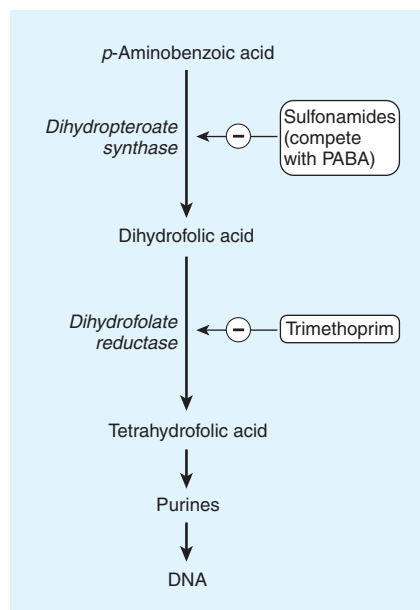 p-Aminobenzoic acid
Dihydropteroate
synthase
−
Sulfonamides
(compete
with PABA)
Dihydrofolic acid
Dihydrofolate
reductase
−
Trimethoprim
Tetrahydrofolic acid
Purines
DNA